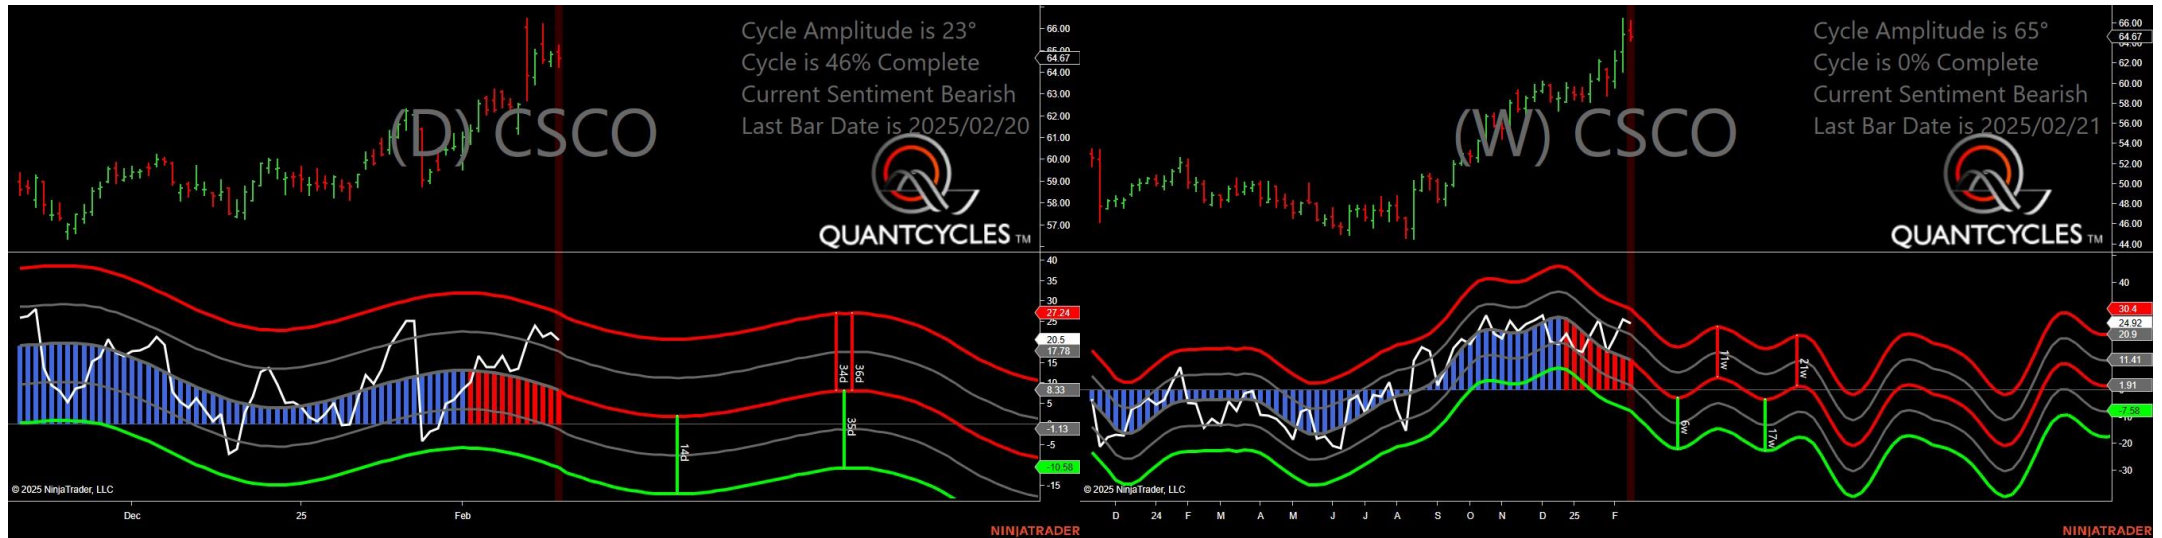 Cycle Amplitude is 23°
Cycle is 46% Complete
Current Sentiment Bearish
Last Bar Date is 2025/02/20
(D) CSCO
QUANTCYCLES TM
66.00
64.67
64.00
63.00
62.00
61.00
60.00
59.00
58.00
57.00
40
35
30
27.24
25
20.5
17.78
15
8.33
5
-1.13
-5
-10.58
-15
34d
36d
35d
14d
© 2025 NinjaTrader, LLC
Dec
25
Feb
NINJATRADER
Cycle Amplitude is 65°
Cycle is 0% Complete
Current Sentiment Bearish
Last Bar Date is 2025/02/21
(W) CSCO
QUANTCYCLES TM
66.00
64.67
62.00
60.00
58.00
56.00
54.00
52.00
50.00
48.00
46.00
44.00
40
30.4
24.92
20.9
11.41
1.91
-7.58
-20
-30
11w
21w
6w
17w
© 2025 NinjaTrader, LLC
D
24
F
M
A
M
J
J
A
S
O
N
D
25
F
NINJATRADER